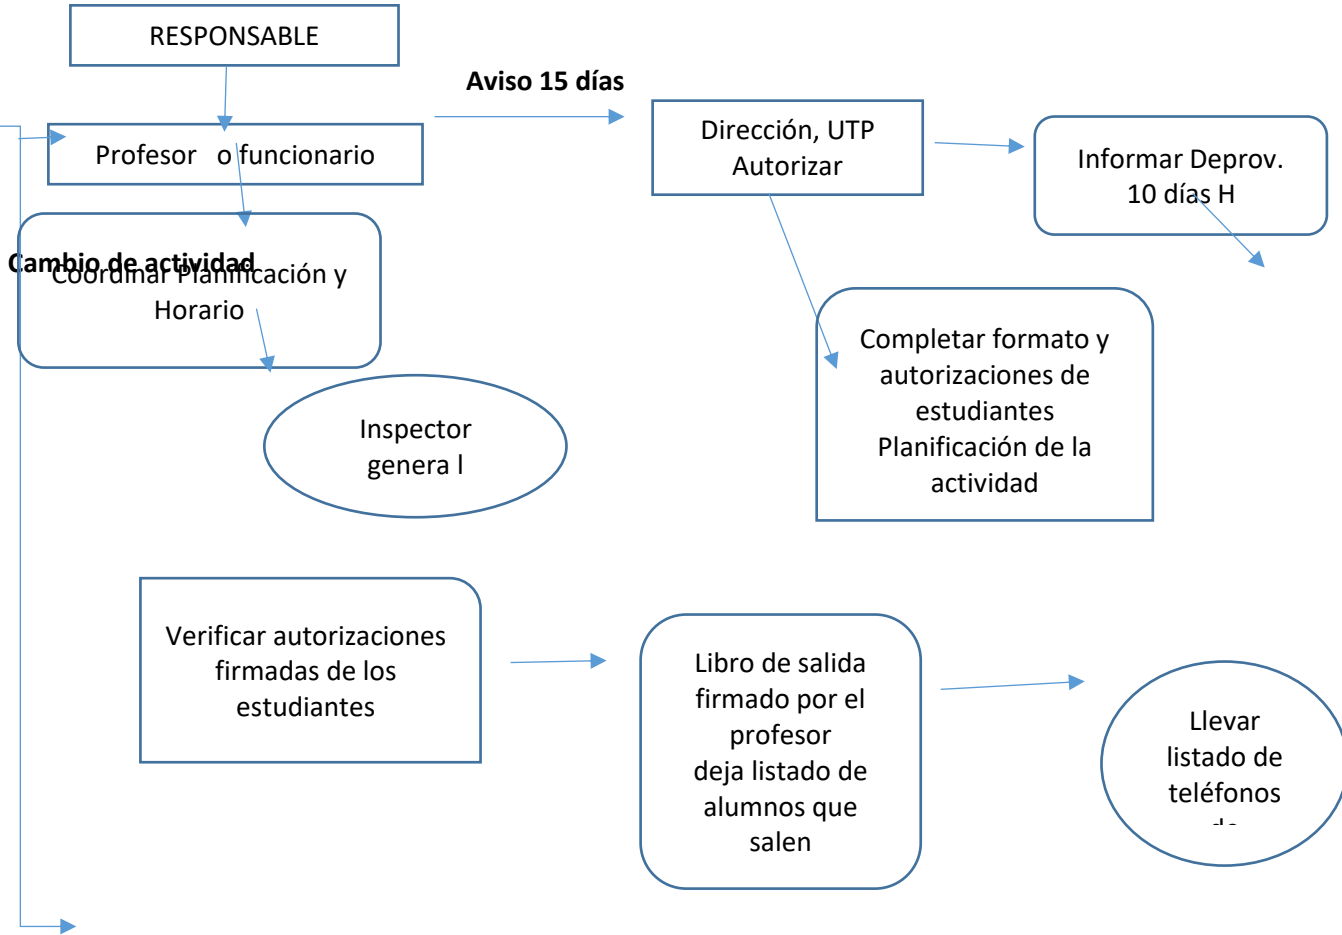 RESPONSABLE
Aviso 15 días
Profesor o funcionario
Dirección, UTP
Autorizar
Informar Deprov.
10 días H
Cambio de actividad
Coordinar Planificación y
Horario
Completar formato y
autorizaciones de
estudiantes
Planificación de la
actividad
Inspector
genera l
Verificar autorizaciones
firmadas de los
estudiantes
Libro de salida
firmado por el
profesor
deja listado de
alumnos que
salen
Llevar
listado de
teléfonos